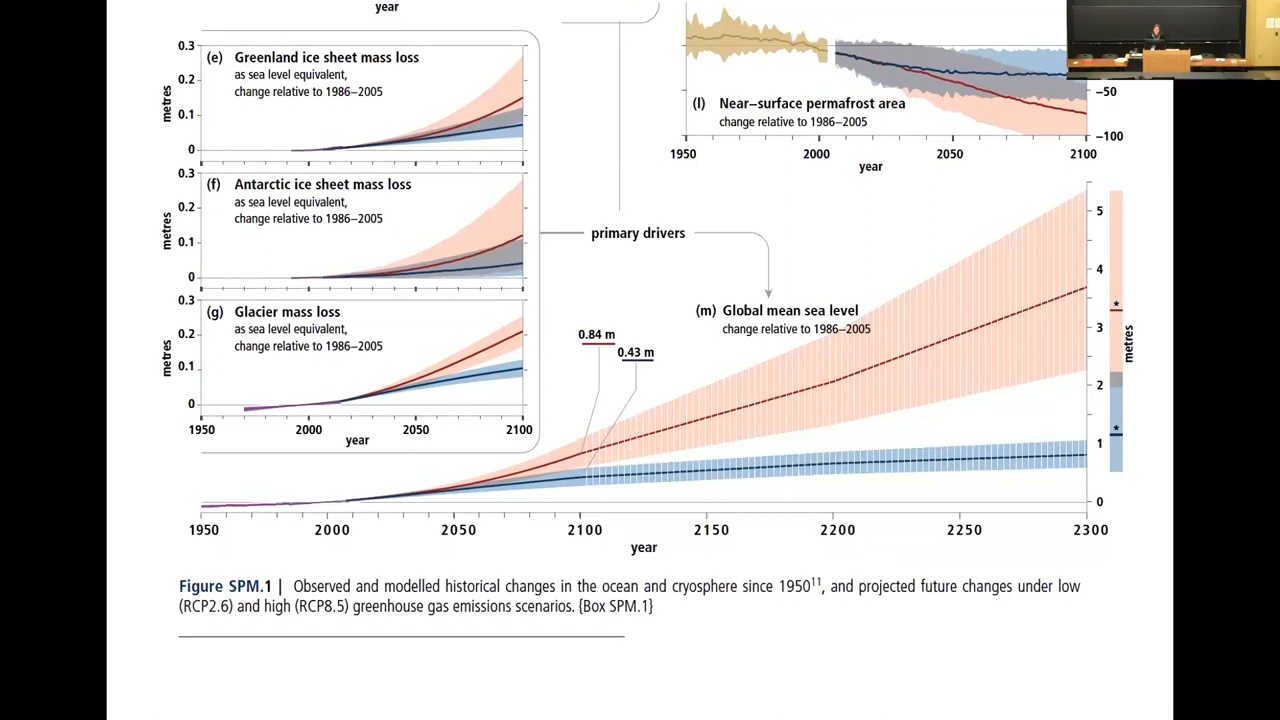 year
0.3
(e) Greenland ice sheet mass loss
as sea level equivalent,
change relative to 1986–2005
0.2
0.1
0
metres
0.3
(f) Antarctic ice sheet mass loss
as sea level equivalent,
change relative to 1986–2005
0.2
0.1
0
metres
0.3
(g) Glacier mass loss
as sea level equivalent,
change relative to 1986–2005
0.2
0.1
0
metres
1950 2000 2050 2100
year
−50
(l) Near−surface permafrost area
change relative to 1986–2005
−100
1950 2000 2050 2100
year
primary drivers
(m) Global mean sea level
change relative to 1986–2005
0.84 m
0.43 m
5
4
3
2
1
0
metres
*
*
1950 2000 2050 2100 2150 2200 2250 2300
year
Figure SPM.1 | Observed and modelled historical changes in the ocean and cryosphere since 1950¹¹, and projected future changes under low
(RCP2.6) and high (RCP8.5) greenhouse gas emissions scenarios. {Box SPM.1}